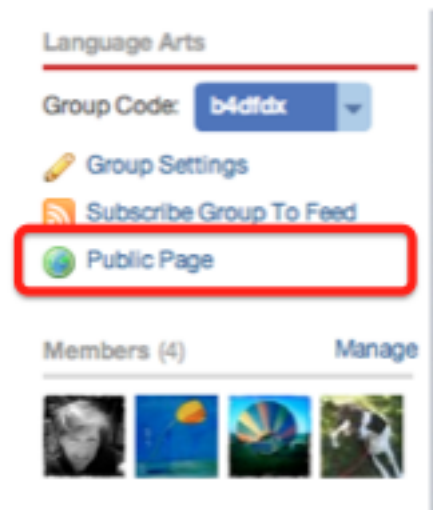 Language Arts
Group Code: b4dfdx
Group Settings
Subscribe Group To Feed
Public Page
Members (4) Manage